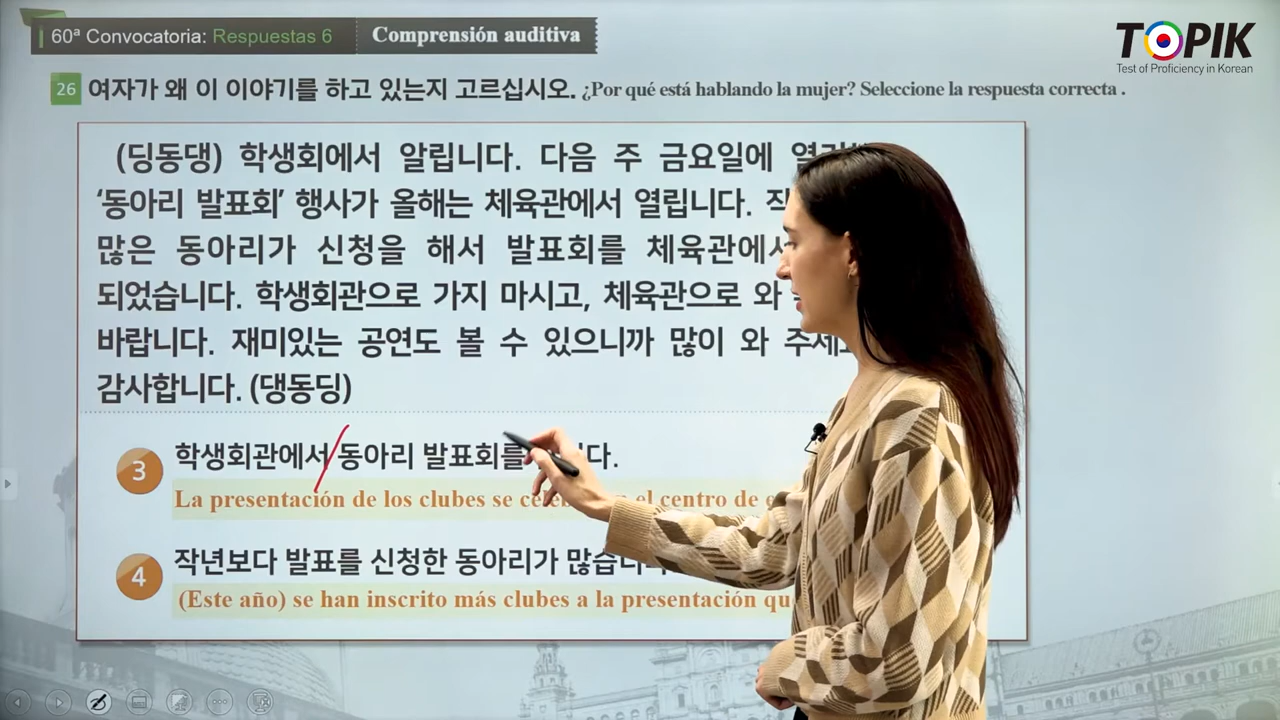 60ª Convocatoria: Respuestas 6
Comprensión auditiva
TOPIK
Test of Proficiency in Korean
26 여자가 왜 이 이야기를 하고 있는지 고르십시오. ¿Por qué está hablando la mujer? Seleccione la respuesta correcta .
(딩동댕) 학생회에서 알립니다. 다음 주 금요일에
‘동아리 발표회’ 행사가 올해는 체육관에서 열립니다.
많은 동아리가 신청을 해서 발표회를 체육관에서
되었습니다. 학생회관으로 가지 마시고, 체육관으로 와
바랍니다. 재미있는 공연도 볼 수 있으니까 많이 와
감사합니다. (댕동딩)
3 학생회관에서 동아리 발표회를
La presentación de los clubes se el centro de
4 작년보다 발표를 신청한 동아리가
(Este año) se han inscrito más clubes a la presentación